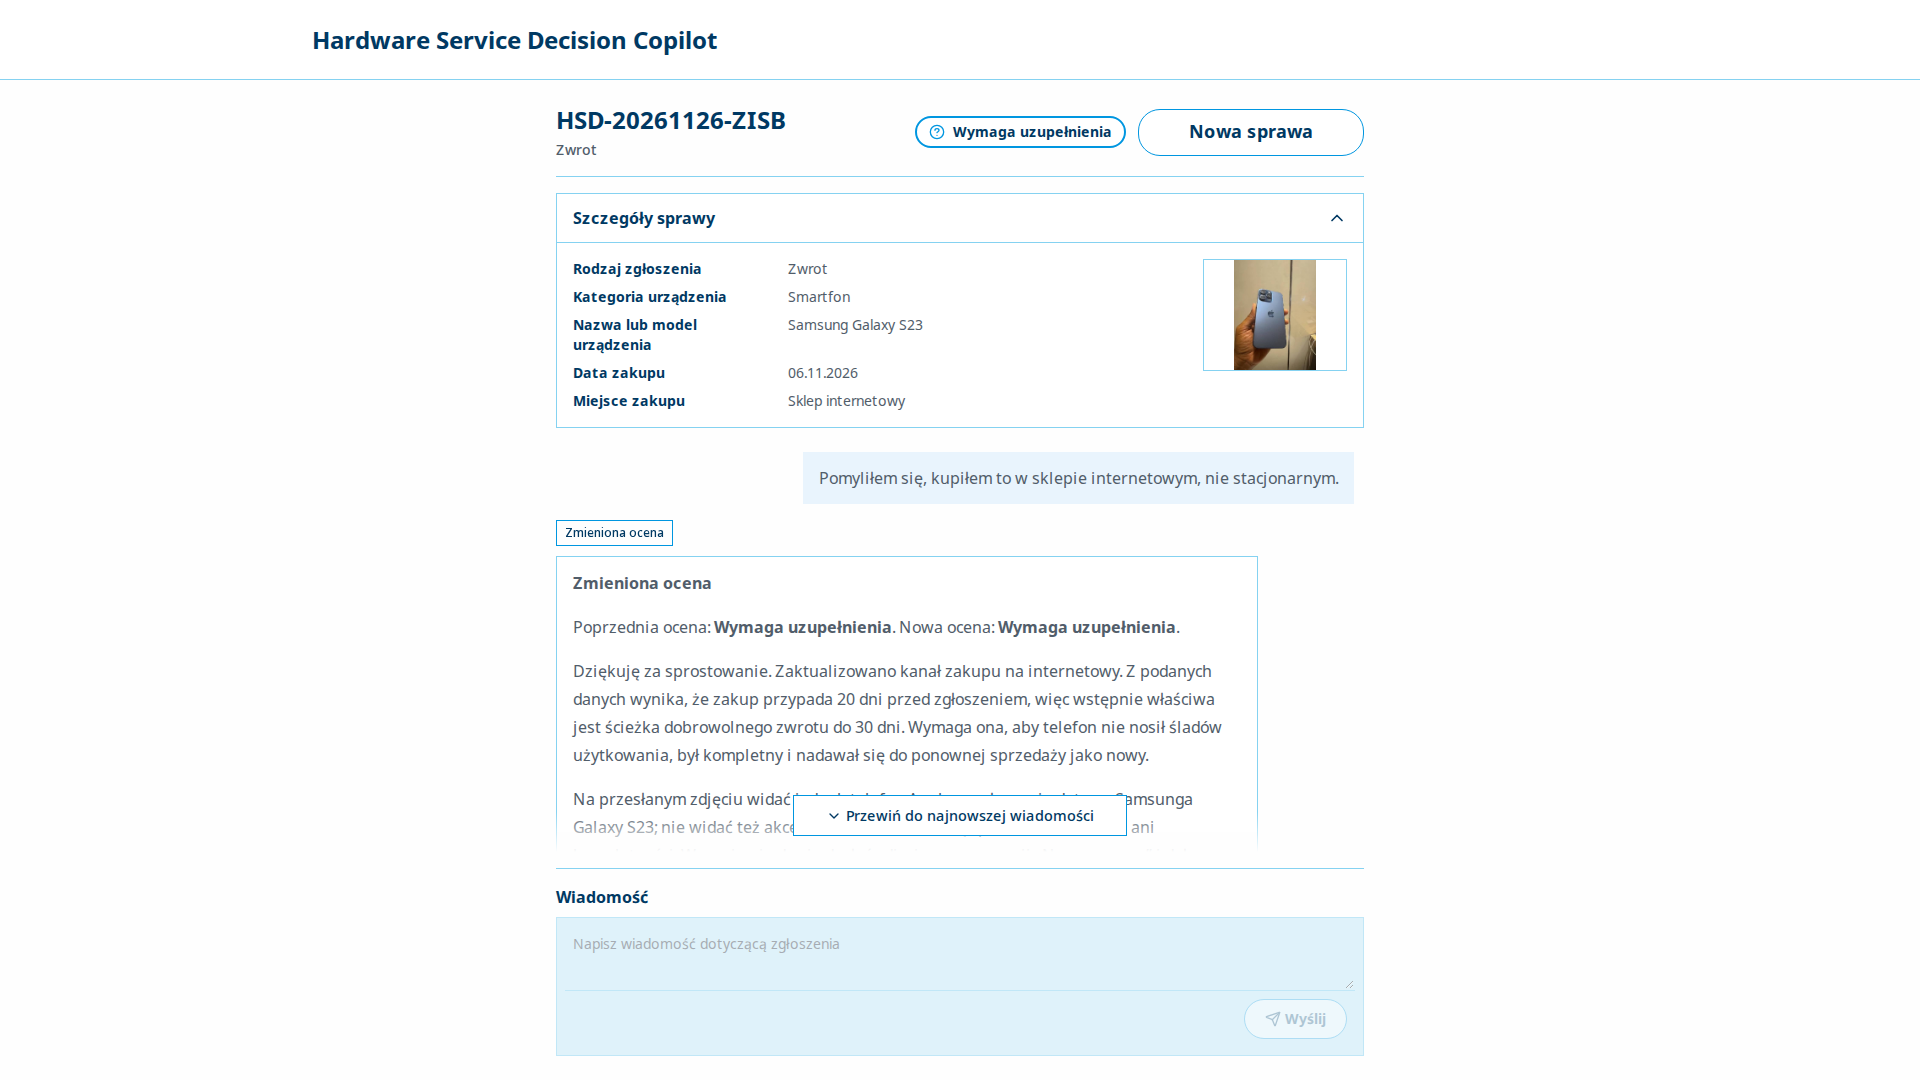 Hardware Service Decision Copilot
HSD-20261126-ZISB
Zwrot
Wymaga uzupełnienia
Nowa sprawa
Szczegóły sprawy
Rodzaj zgłoszenia
Zwrot
Kategoria urządzenia
Smartfon
Nazwa lub model
urządzenia
Samsung Galaxy S23
Data zakupu
06.11.2026
Miejsce zakupu
Sklep internetowy
Pomyliłem się, kupiłem to w sklepie internetowym, nie stacjonarnym.
Zmieniona ocena
Zmieniona ocena
Poprzednia ocena: Wymaga uzupełnienia. Nowa ocena: Wymaga uzupełnienia.
Dziękuję za sprostowanie. Zaktualizowano kanał zakupu na internetowy. Z podanych
danych wynika, że zakup przypada 20 dni przed zgłoszeniem, więc wstępnie właściwa
jest ścieżka dobrowolnego zwrotu do 30 dni. Wymaga ona, aby telefon nie nosił śladów
użytkowania, był kompletny i nadawał się do ponownej sprzedaży jako nowy.
Na przesłanym zdjęciu widać Samsunga
Galaxy S23; nie widać też ani
Przewiń do najnowszej wiadomości
Wiadomość
Napisz wiadomość dotyczącą zgłoszenia
Wyślij